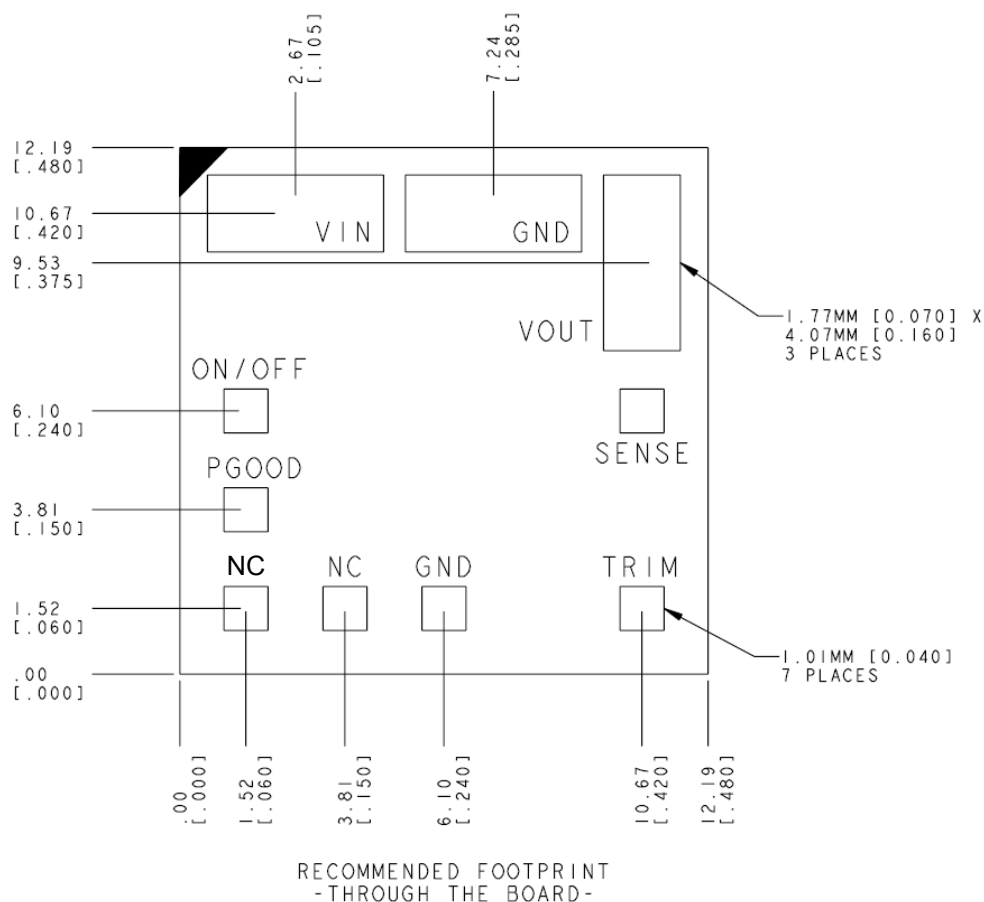 2.67
[.105]
7.24
[.285]
12.19
[.480]
10.67
[.420]
VIN
GND
9.53
[.375]
1.77MM [0.070] X
4.07MM [0.160]
3 PLACES
VOUT
ON/OFF
6.10
[.240]
SENSE
PGOOD
3.81
[.150]
NC
NC
GND
TRIM
1.52
[.060]
1.01MM [0.040]
7 PLACES
.00
[.000]
.00
[.000]
1.52
[.060]
3.81
[.150]
6.10
[.240]
10.67
[.420]
12.19
[.480]
RECOMMENDED FOOTPRINT
-THROUGH THE BOARD-